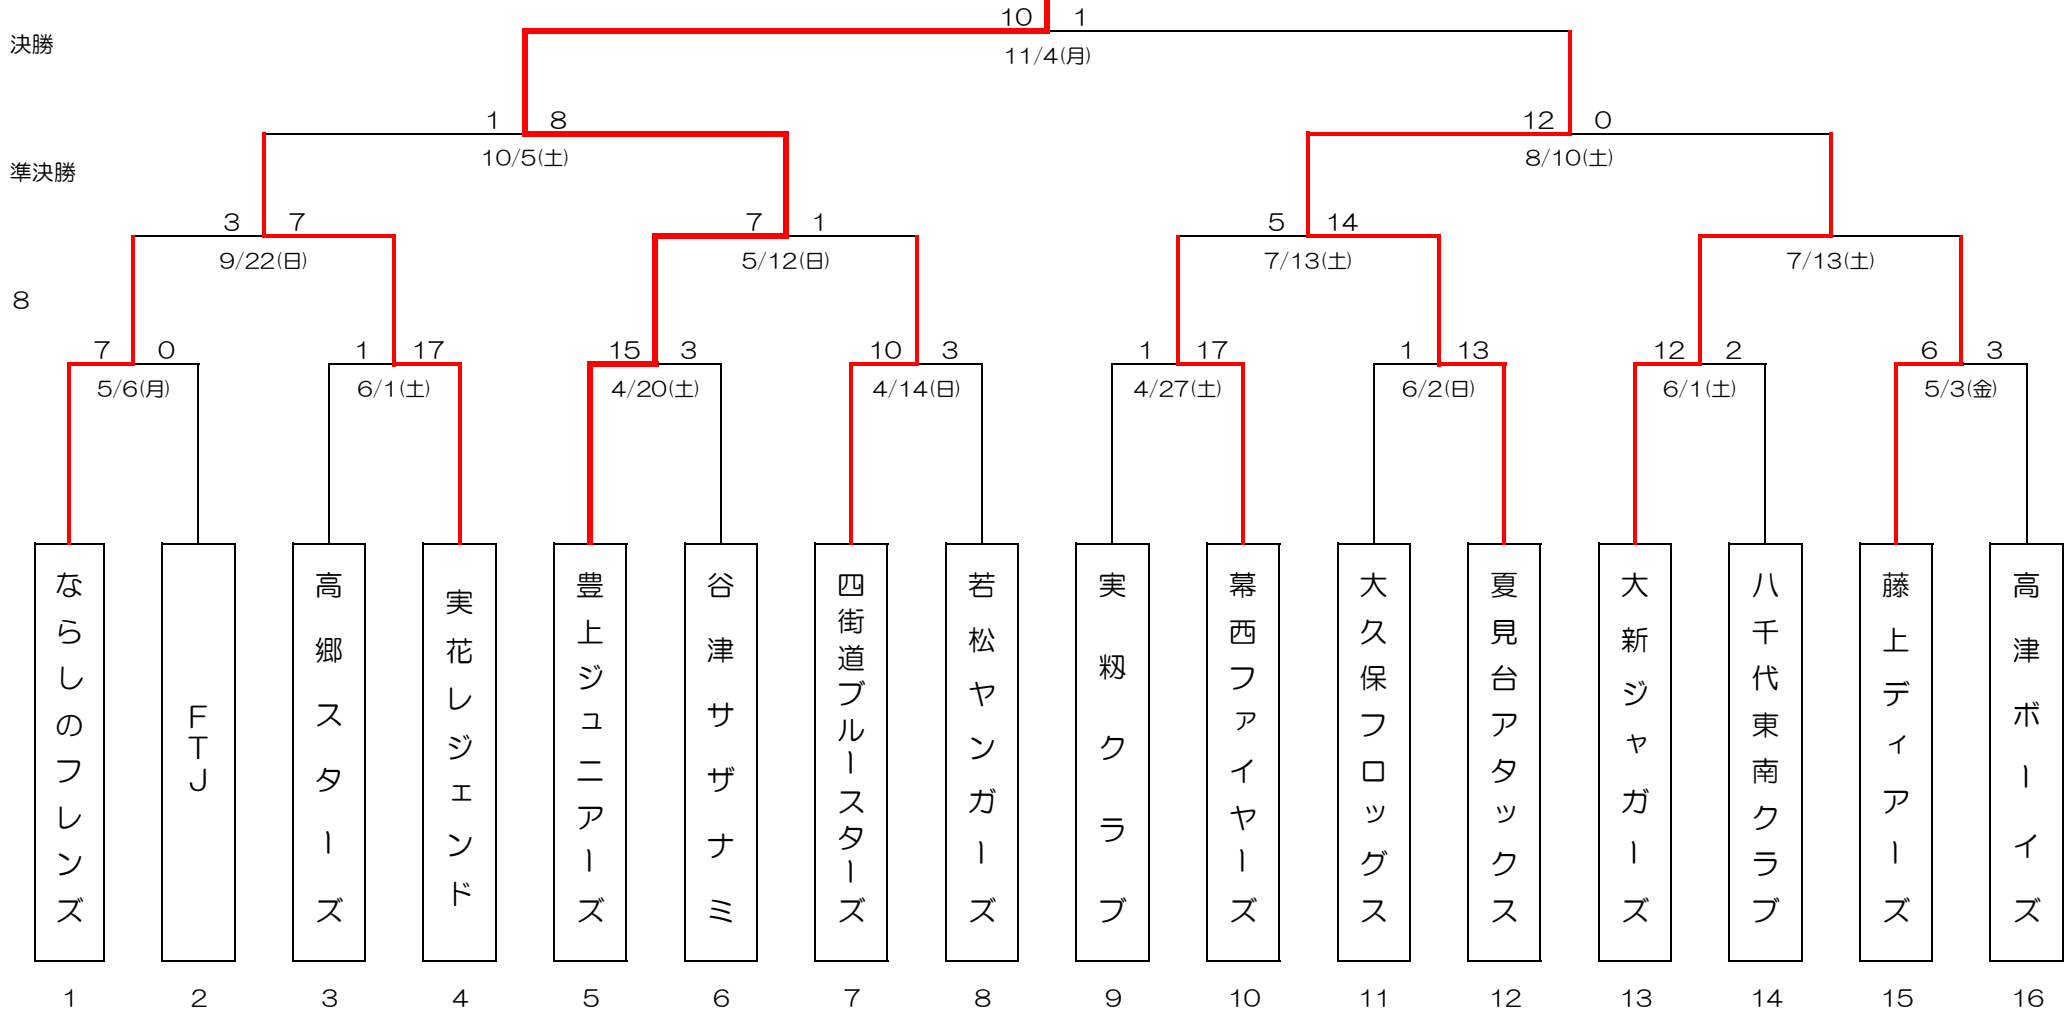 10 1
決勝
11/4(月)
1 8
12 0
10/5(土)
8/10(土)
準決勝
3 7
7 1
5 14
9/22(日)
5/12(日)
7/13(土)
7/13(土)
8
7 0
1 17
15 3
10 3
1 17
1 13
12 2
6 3
5/6(月)
6/1(土)
4/20(土)
4/14(日)
4/27(土)
6/2(日)
6/1(土)
5/3(金)
ならしのフレンズ
FTJ
高郷スターズ
実花レジェンド
豊上ジュニアーズ
谷津サザナミ
四街道ブルースターズ
若松ヤンガーズ
実籾クラブ
幕西ファイヤーズ
大久保フロッグス
夏見台アタックス
大新ジャガーズ
八千代東南クラブ
藤上ディアーズ
高津ボーイズ
1 2 3 4 5 6 7 8 9 10 11 12 13 14 15 16